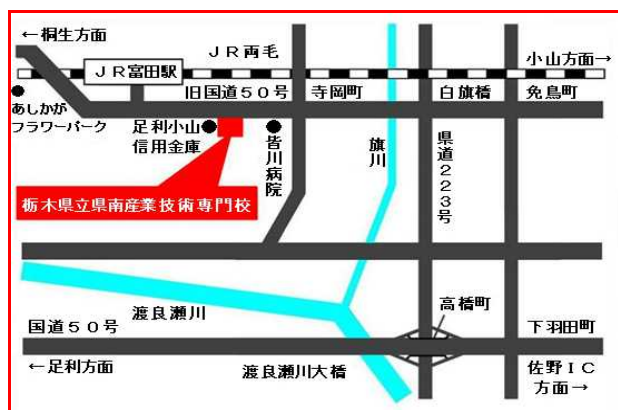 ←桐生方面
JR両毛
小山方面→
JR富田駅
旧国道50号
寺岡町
白旗橋
免鳥町
あしかが
フラワーパーク
足利小山
信用金庫
皆川病院
旗川
県道223号
栃木県立県南産業技術専門校
渡良瀬川
高橋町
国道50号
下羽田町
←足利方面
渡良瀬川大橋
佐野IC
方面→